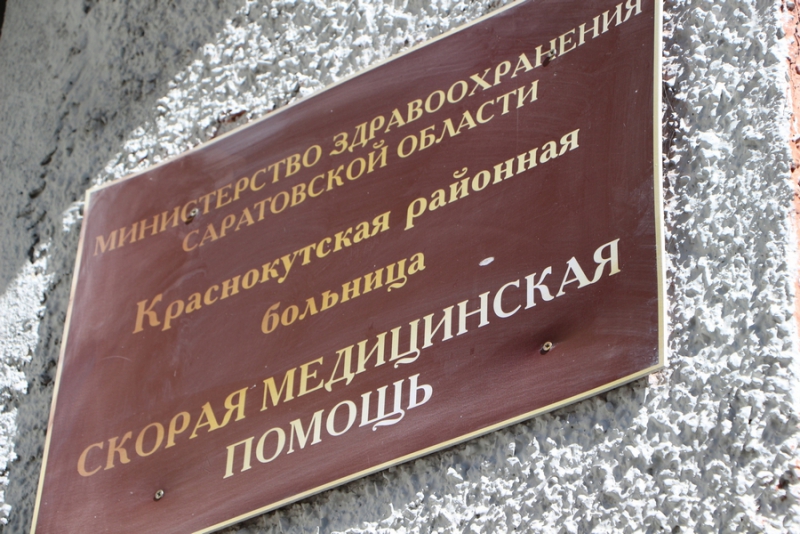 МИНИСТЕРСТВО ЗДРАВООХРАНЕНИЯ
САРАТОВСКОЙ ОБЛАСТИ
Краснокутская районная
больница
СКОРАЯ МЕДИЦИНСКАЯ
ПОМОЩЬ